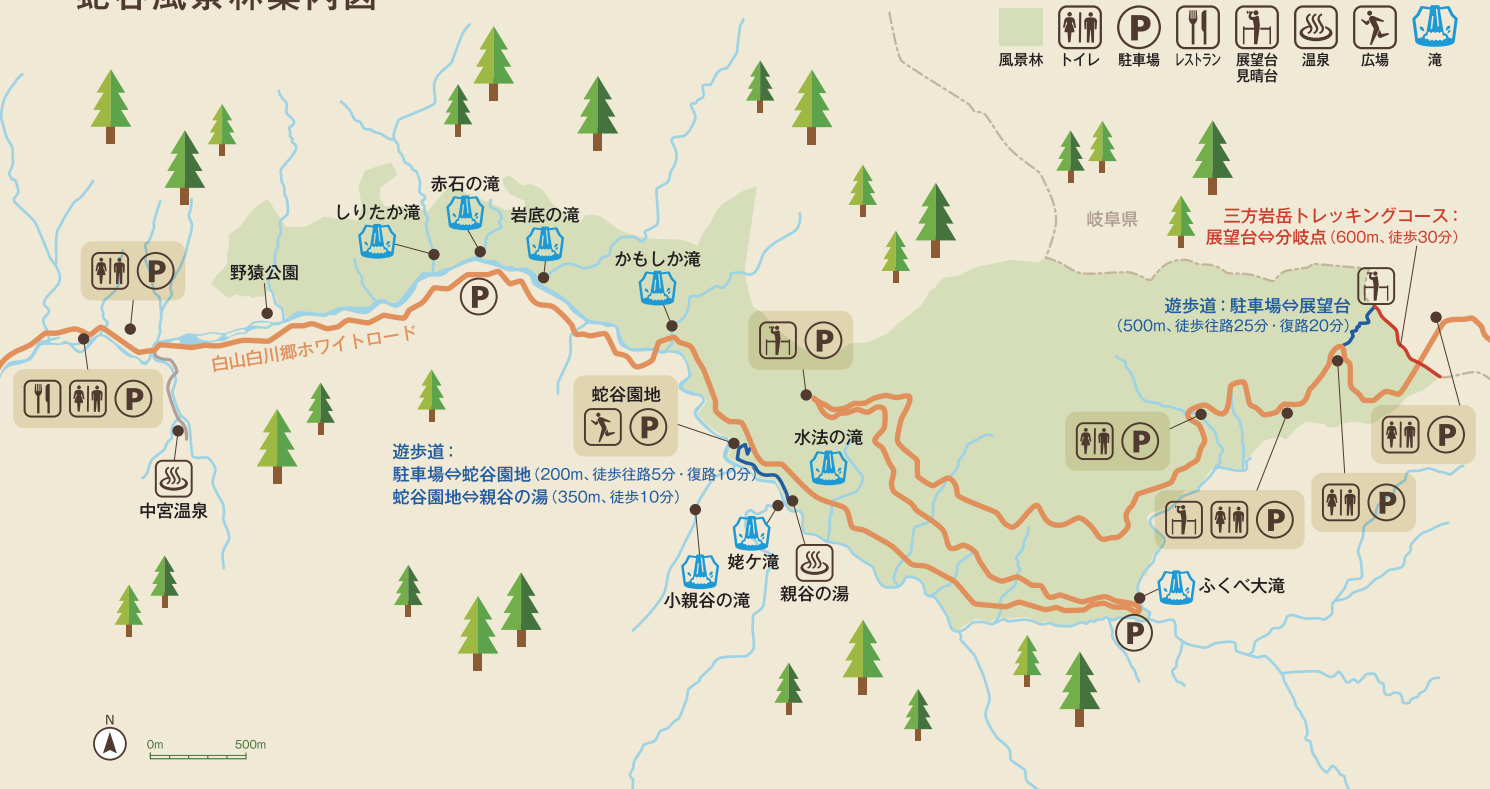 蛇谷風景林案内図
風景林
トイレ
P
駐車場
レストラン
展望台
見晴台
温泉
広場
滝
赤石の滝
しりたか滝
岩底の滝
岐阜県
三方岩岳トレッキングコース：
展望台⇔分岐点（600m、徒歩30分）
かもしか滝
P
野猿公園
P
遊歩道：駐車場⇔展望台
（500m、徒歩往路25分・復路20分）
白山白川郷ホワイトロード
P
P
蛇谷園地
P
水法の滝
P
P
遊歩道：
駐車場⇔蛇谷園地（200m、徒歩往路5分・復路10分）
蛇谷園地⇔親谷の湯（350m、徒歩10分）
中宮温泉
P
P
姥ケ滝
小親谷の滝
親谷の湯
ふくべ大滝
P
N
0m
500m